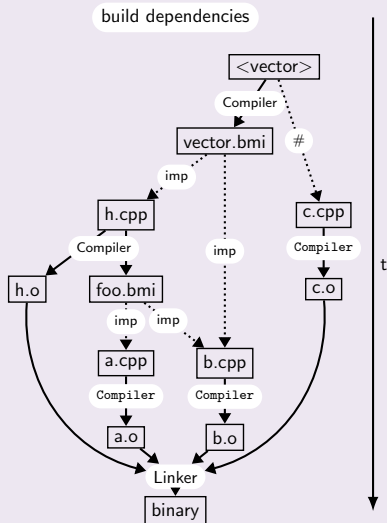 build dependencies
<vector>
Compiler
vector.bmi
#
imp
h.cpp
c.cpp
Compiler
imp
Compiler
t
h.o
foo.bmi
c.o
imp
imp
a.cpp
b.cpp
Compiler
Compiler
a.o
b.o
Linker
binary